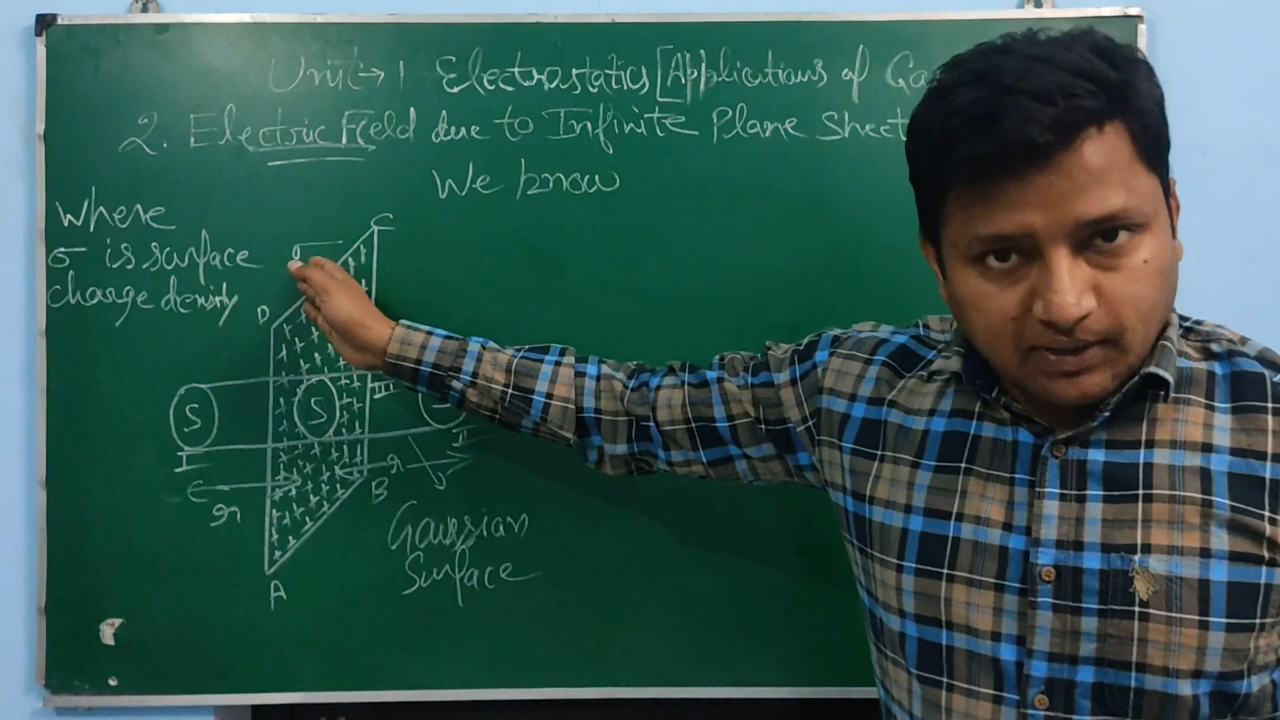 Unit → 1 Electrostatics [Applications of Ga
2. Electric Field due to Infinite Plane Sheet
We know
Where
σ is surface
charge density
C
σ
D
S
S
III
I
II
r
r
B
A
Gaussian
Surface